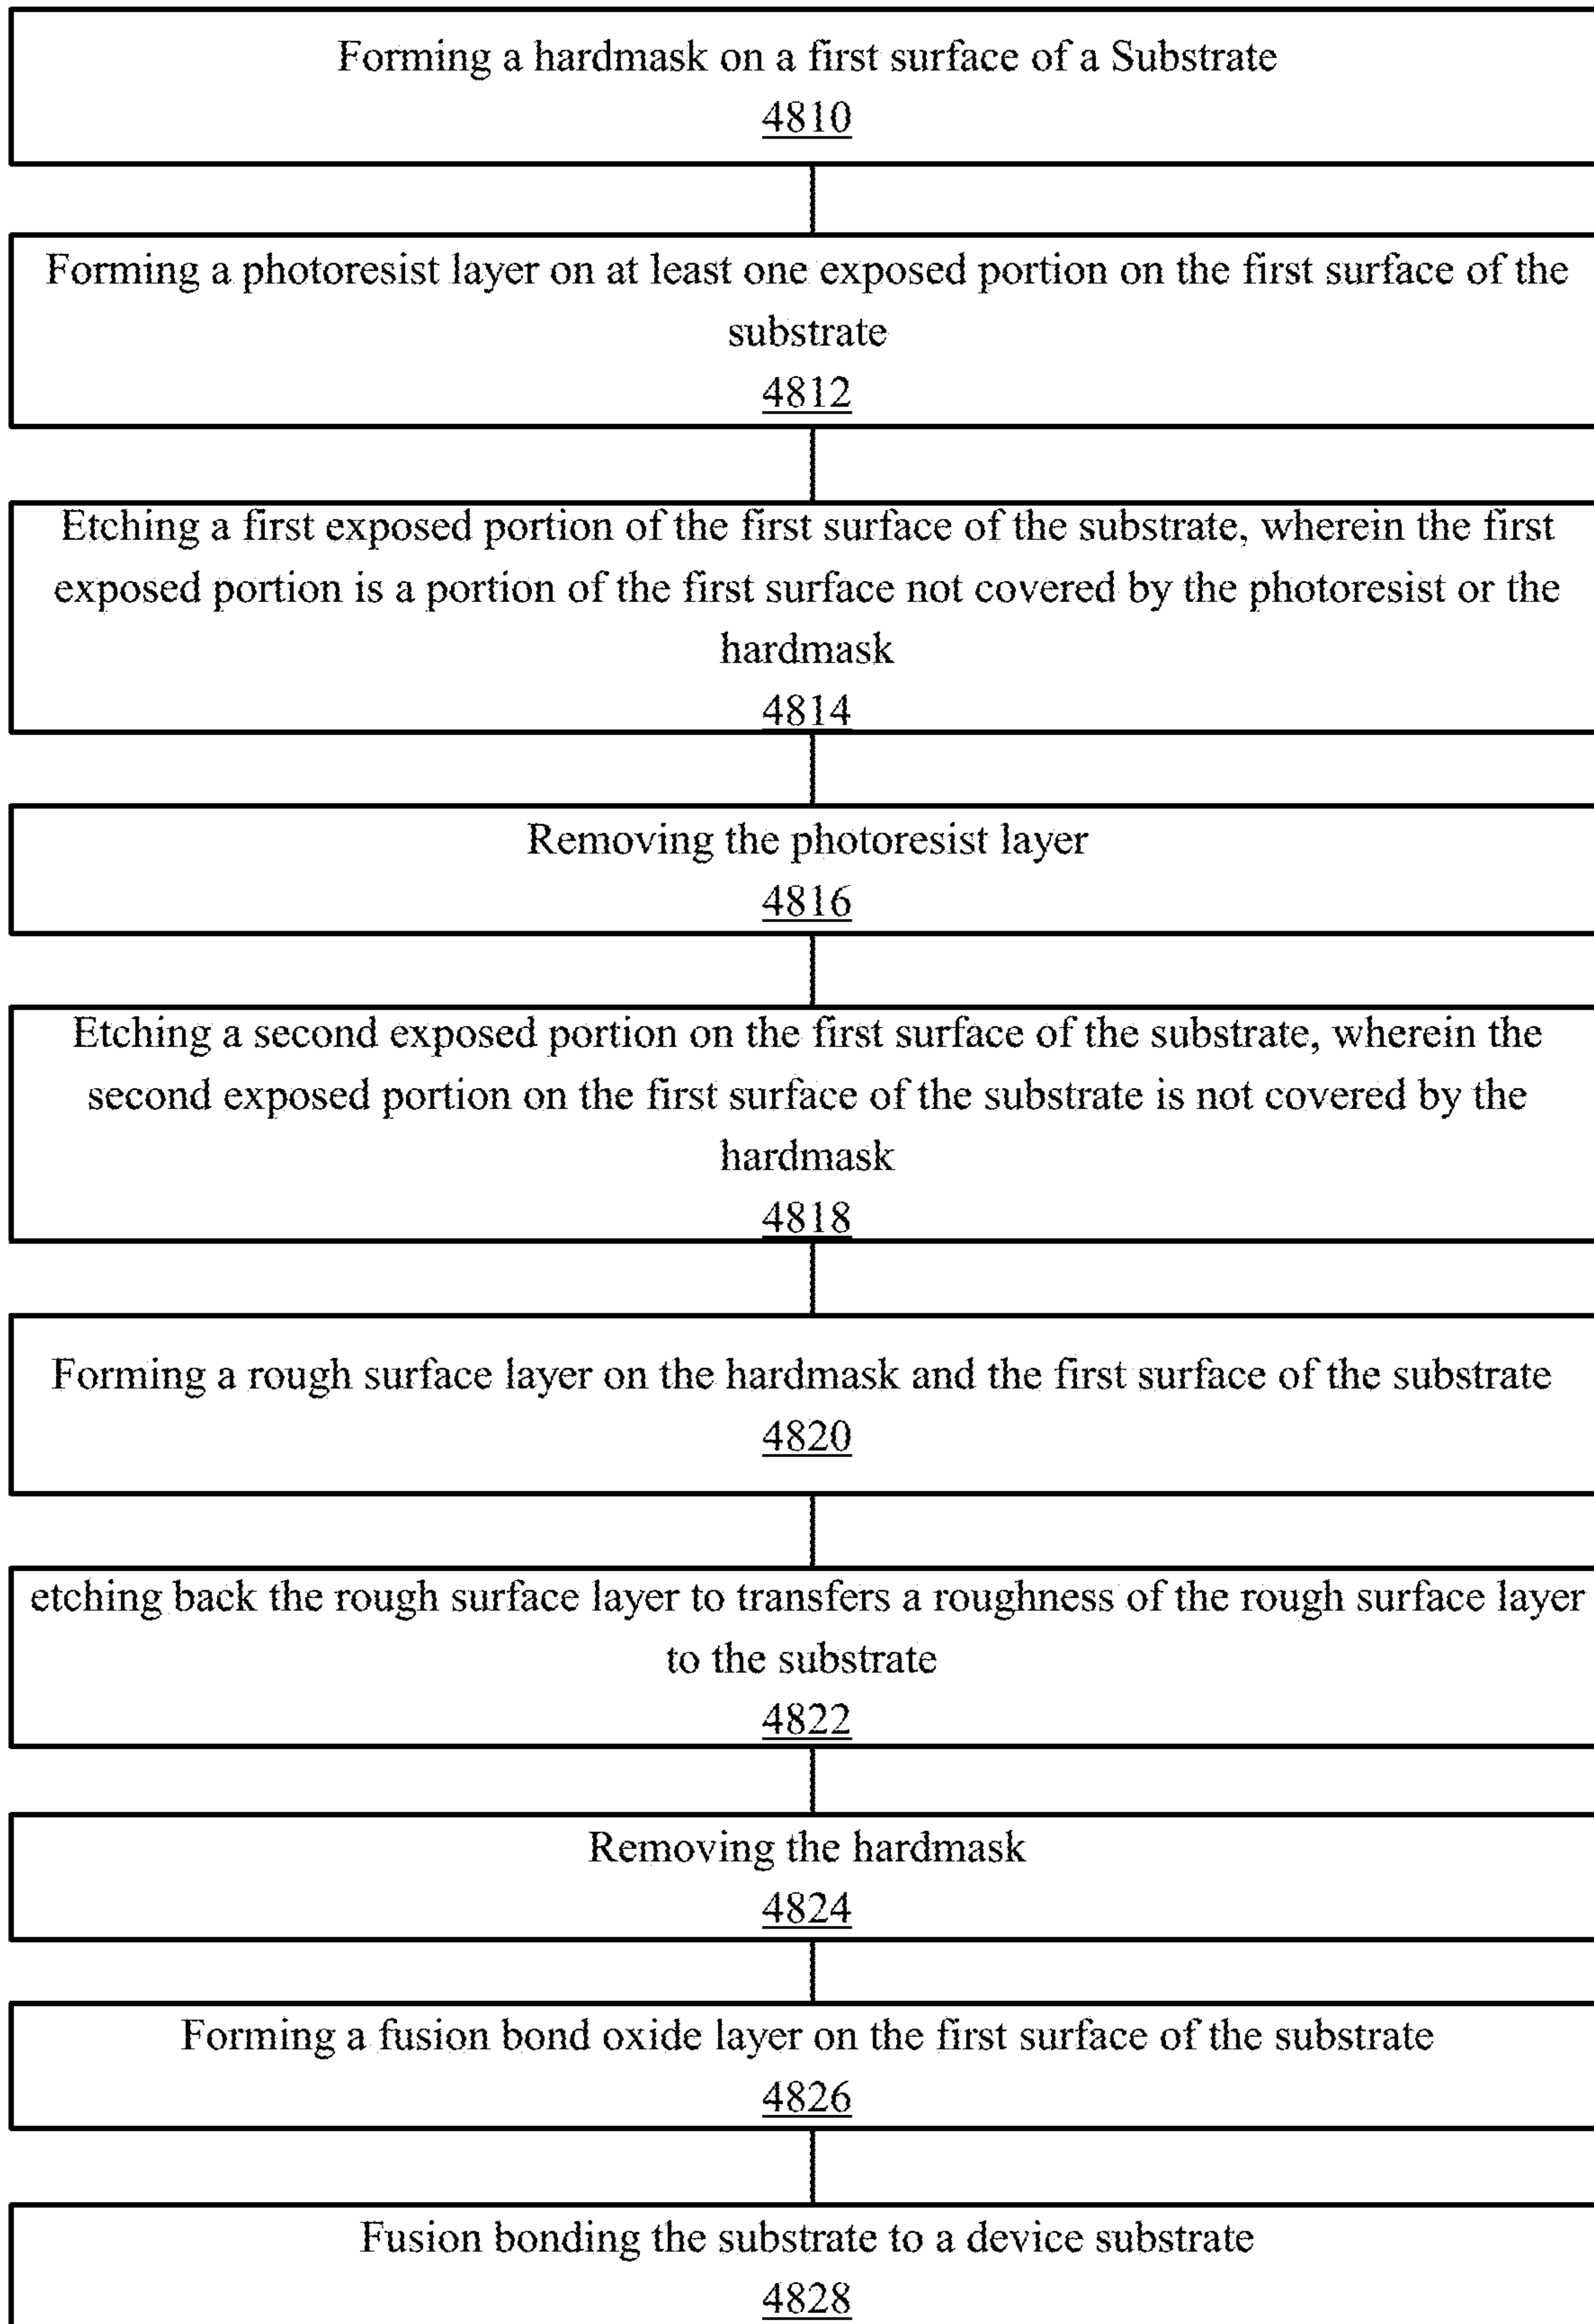 Forming a hardmask on a first surface of a Substrate
4810
Forming a photoresist layer on at least one exposed portion on the first surface of the
substrate
4812
Etching a first exposed portion of the first surface of the substrate, wherein the first
exposed portion is a portion of the first surface not covered by the photoresist or the
hardmask
4814
Removing the photoresist layer
4816
Etching a second exposed portion on the first surface of the substrate, wherein the
second exposed portion on the first surface of the substrate is not covered by the
hardmask
4818
Forming a rough surface layer on the hardmask and the first surface of the substrate
4820
etching back the rough surface layer to transfers a roughness of the rough surface layer
to the substrate
4822
Removing the hardmask
4824
Forming a fusion bond oxide layer on the first surface of the substrate
4826
Fusion bonding the substrate to a device substrate
4828